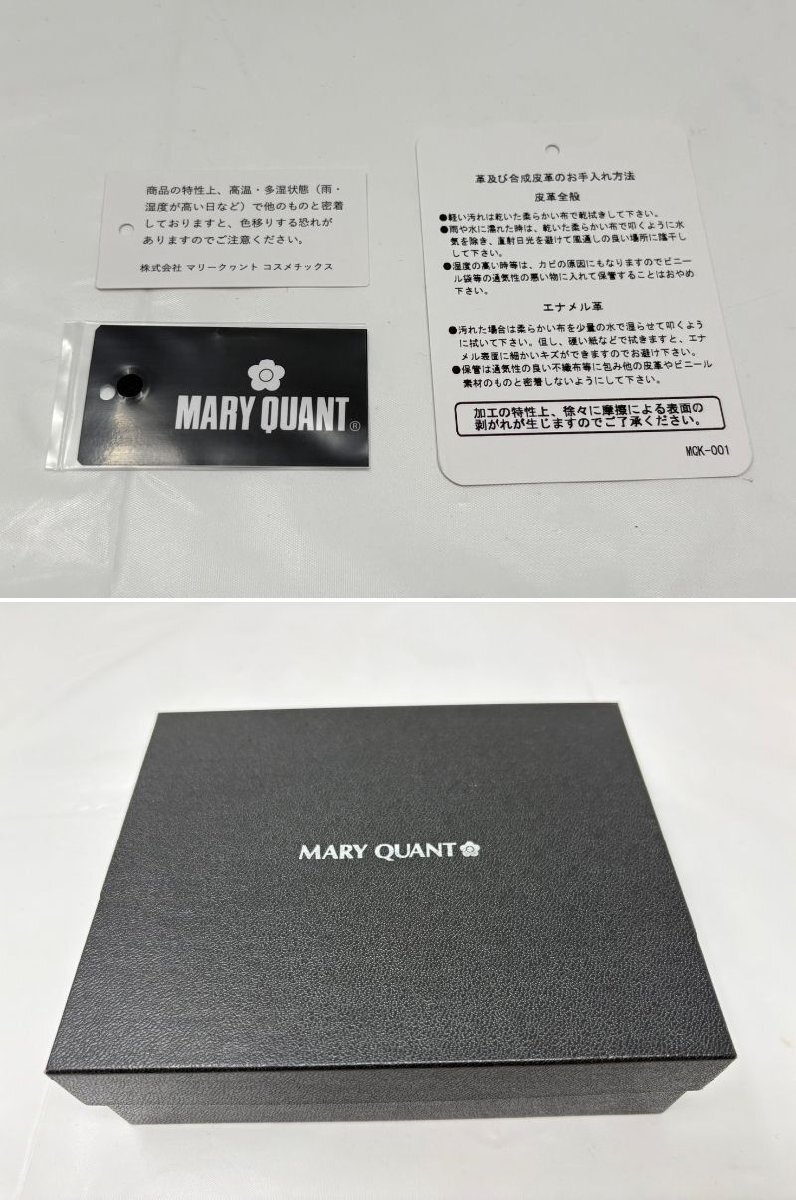 商品の特性上、高温・多湿状態（雨・
湿度が高い日など）で他のものと密着
しておりますと、色移りする恐れが
ありますのでご注意ください。
株式会社 マリークヮント コスメチックス
MARY QUANT®
革及び合成皮革のお手入れ方法
皮革全般
●軽い汚れは乾いた柔らかい布で乾拭きして下さい。
●雨や水に濡れた時は、乾いた柔らかい布で叩くように水
気を除き、直射日光を避けて風通しの良い場所に陰干し
して下さい。
●湿度の高い時等は、カビの原因にもなりますのでビニー
ル袋等の通気性の悪い物に入れて保管することはおやめ
下さい。
エナメル革
●汚れた場合は柔らかい布を少量の水で湿らせて叩くよう
に拭いて下さい。但し、硬い紙などで拭きますと、エナ
メル表面に細かいキズができますのでお避け下さい。
●保管は通気性の良い不織布等に包み他の皮革やビニール
素材のものと密着しないようにして下さい。
加工の特性上、徐々に摩擦による表面の
剥がれが生じますのでご了承ください。
MGK-001
MARY QUANT